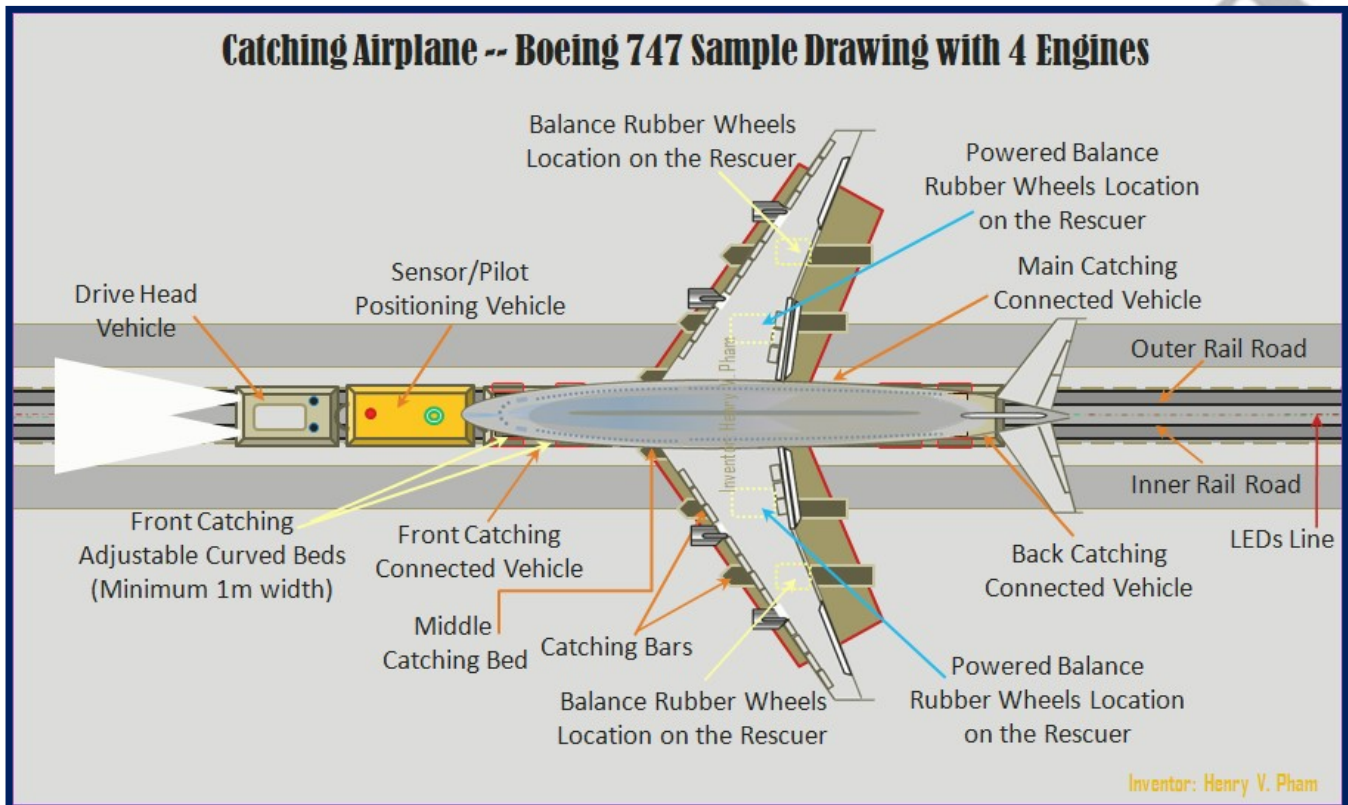 Catching Airplane -- Boeing 747 Sample Drawing with 4 Engines
Balance Rubber Wheels
Location on the Rescuer
Powered Balance
Rubber Wheels Location
on the Rescuer
Sensor/Pilot
Positioning Vehicle
Main Catching
Connected Vehicle
Drive Head
Vehicle
Outer Rail Road
Inventor: Henry V. Pham
Inner Rail Road
LEDs Line
Front Catching
Adjustable Curved Beds
(Minimum 1m width)
Front Catching
Connected Vehicle
Back Catching
Connected Vehicle
Middle
Catching Bed
Catching Bars
Balance Rubber Wheels
Location on the Rescuer
Powered Balance
Rubber Wheels Location
on the Rescuer
Inventor: Henry V. Pham